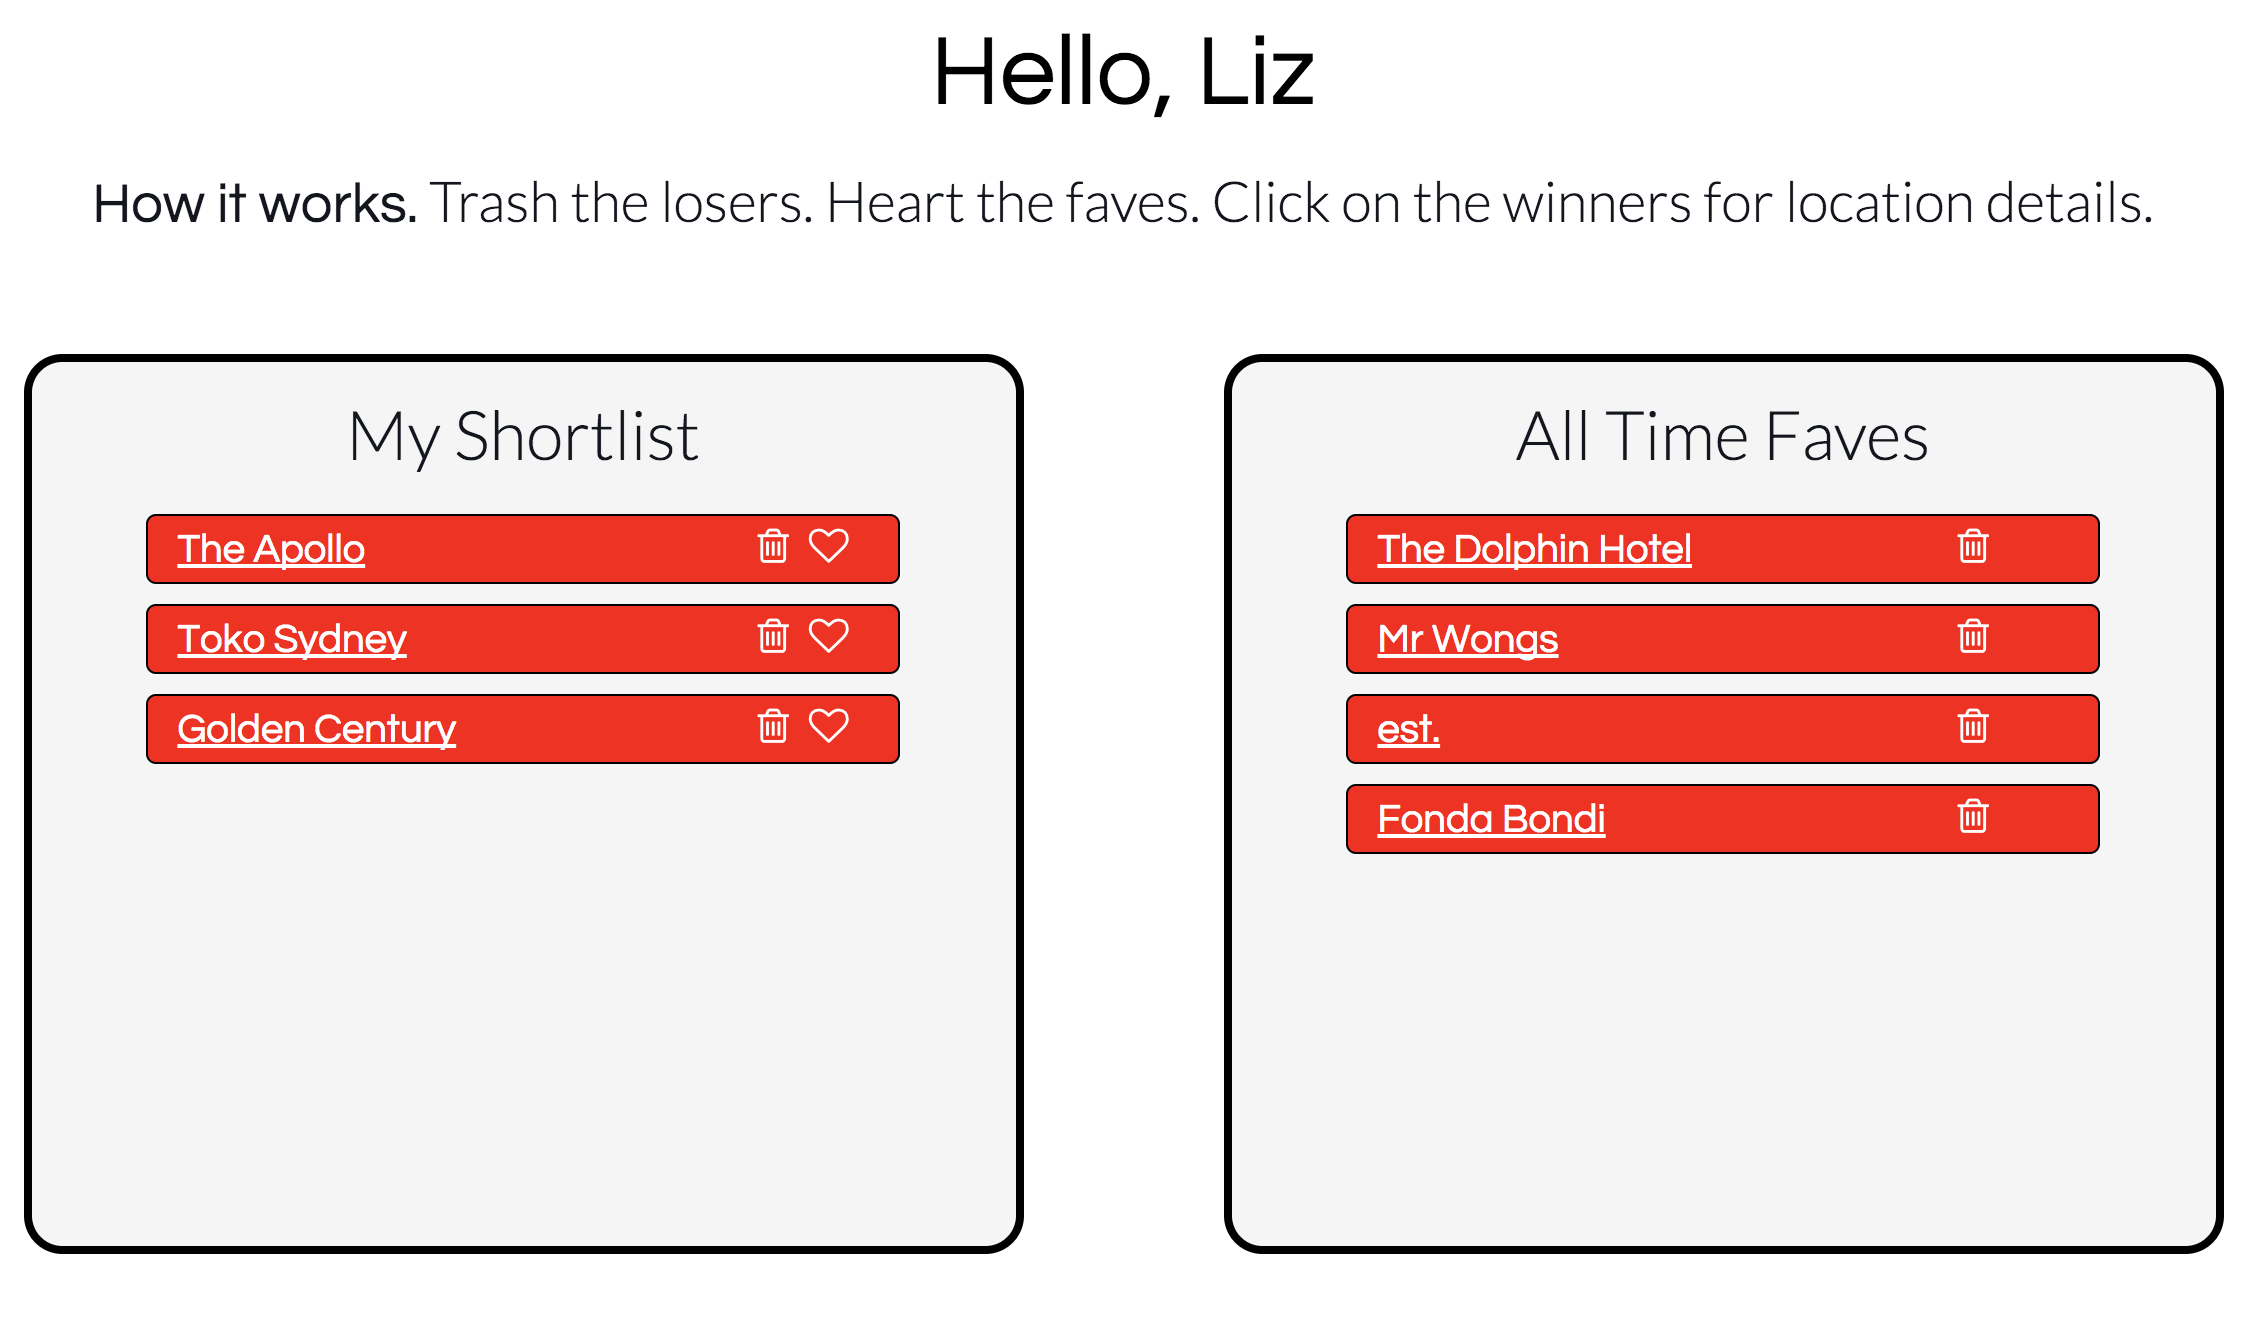 Hello, Liz
How it works. Trash the losers. Heart the faves. Click on the winners for location details.
My Shortlist
The Apollo
Toko Sydney
Golden Century
All Time Faves
The Dolphin Hotel
Mr Wongs
est.
Fonda Bondi